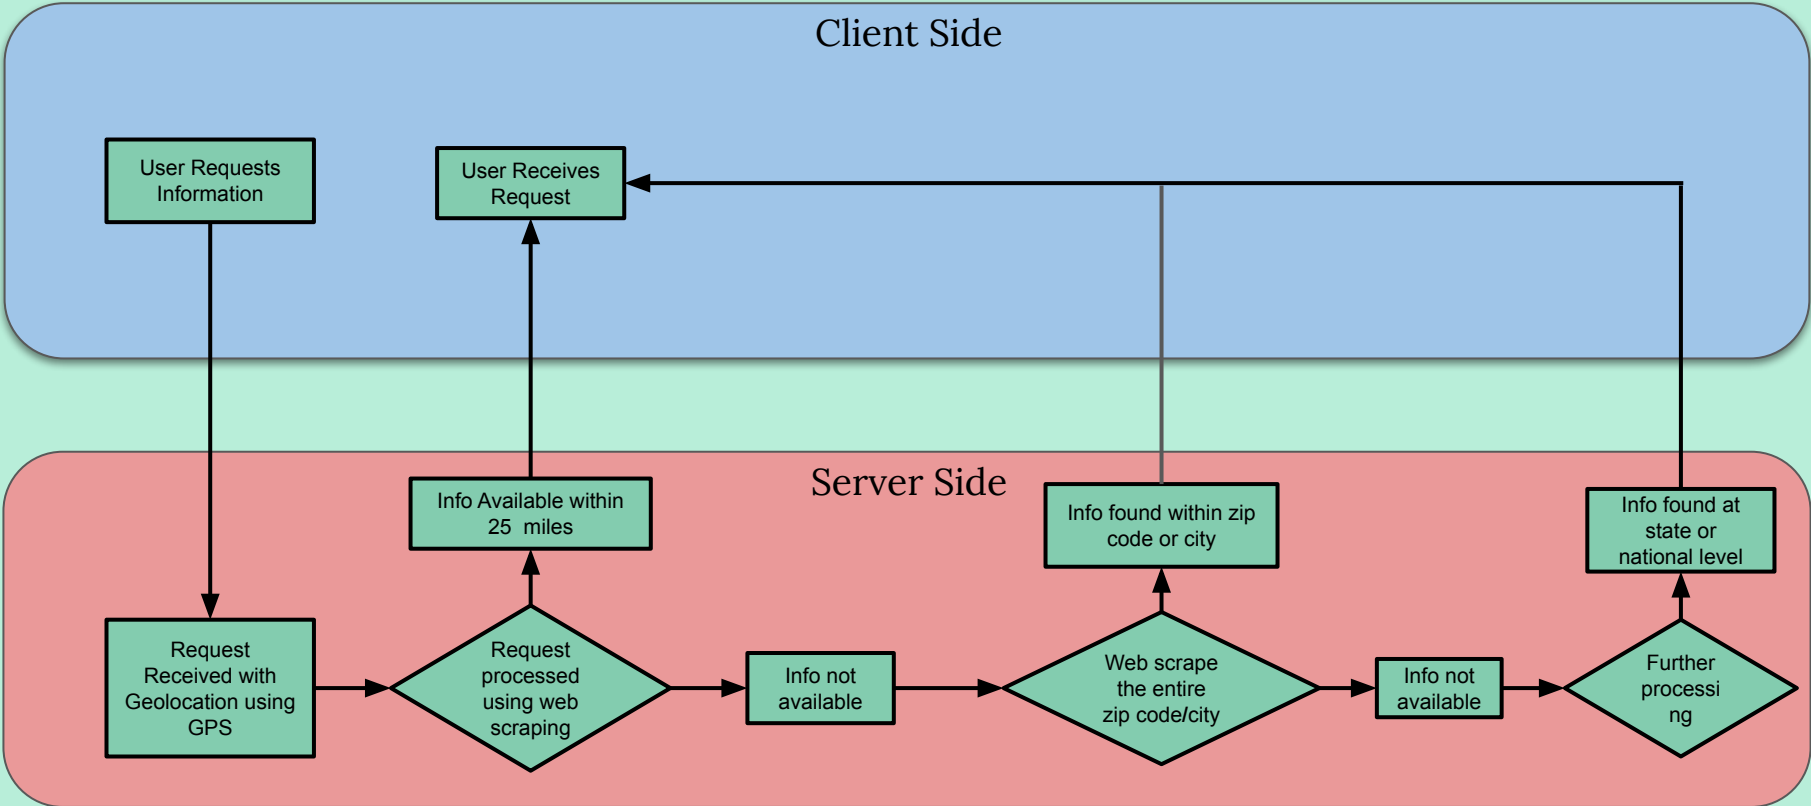 Client Side
User Requests
Information
User Receives
Request
Server Side
Info Available within
25  miles
Info found within zip
code or city
Info found at
state or
national level
Request
Received with
Geolocation using
GPS
Request
processed
using web
scraping
Info not
available
Web scrape
the entire
zip code/city
Info not
available
Further
processi
ng